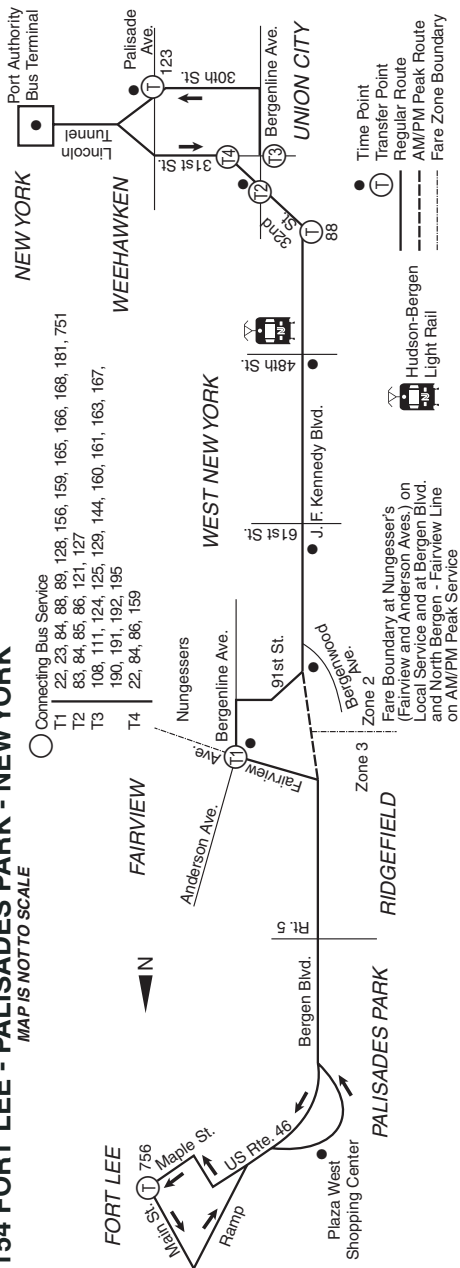 154 FORT LEE - PALISADES PARK - NEW YORK
MAP IS NOT TO SCALE
Connecting Bus Service
T1 22, 23, 84, 88, 89, 128, 156, 159, 165, 166, 168, 181, 751
T2 83, 84, 85, 86, 121, 127
T3 108, 111, 124, 125, 129, 144, 160, 161, 163, 167,
190, 191, 192, 195
T4 22, 84, 86, 159
N
FORT LEE
T 756
Main St.
Maple St.
Ramp
US Rte. 46
Plaza West
Shopping Center
PALISADES PARK
Bergen Blvd.
Rt. 5
RIDGEFIELD
FAIRVIEW
Anderson Ave.
Nungessers
T1
Fairview
Ave.
Bergenline Ave.
91st St.
Zone 3
Zone 2
Bergenwood
Ave.
Fare Boundary at Nungesser's
(Fairview and Anderson Aves.) on
Local Service and at Bergen Blvd.
and North Bergen - Fairview Line
on AM/PM Peak Service
WEST NEW YORK
61st St.
J. F. Kennedy Blvd.
48th St.
T
88
32nd
St.
T2
T4
T3
31st St.
30th St.
Bergenline Ave.
UNION CITY
Palisade
Ave.
T
123
WEEHAWKEN
NEW YORK
Lincoln
Tunnel
Port Authority
Bus Terminal
Hudson-Bergen
Light Rail
Time Point
T Transfer Point
Regular Route
AM/PM Peak Route
Fare Zone Boundary